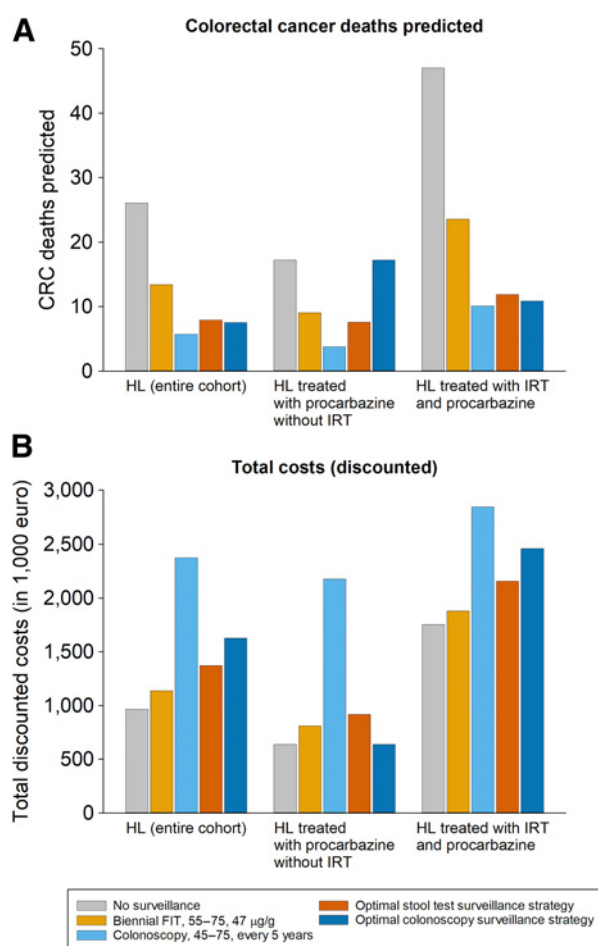 A
Colorectal cancer deaths predicted
CRC deaths predicted
50
40
30
20
10
0
HL (entire cohort)
HL treated
with procarbazine
without IRT
HL treated with IRT
and procarbazine
B
Total costs (discounted)
Total discounted costs (in 1,000 euro)
3,000
2,500
2,000
1,500
1,000
500
0
HL (entire cohort)
HL treated
with procarbazine
without IRT
HL treated with IRT
and procarbazine
No surveillance
Biennial FIT, 55–75, 47 μg/g
Colonoscopy, 45–75, every 5 years
Optimal stool test surveillance strategy
Optimal colonoscopy surveillance strategy